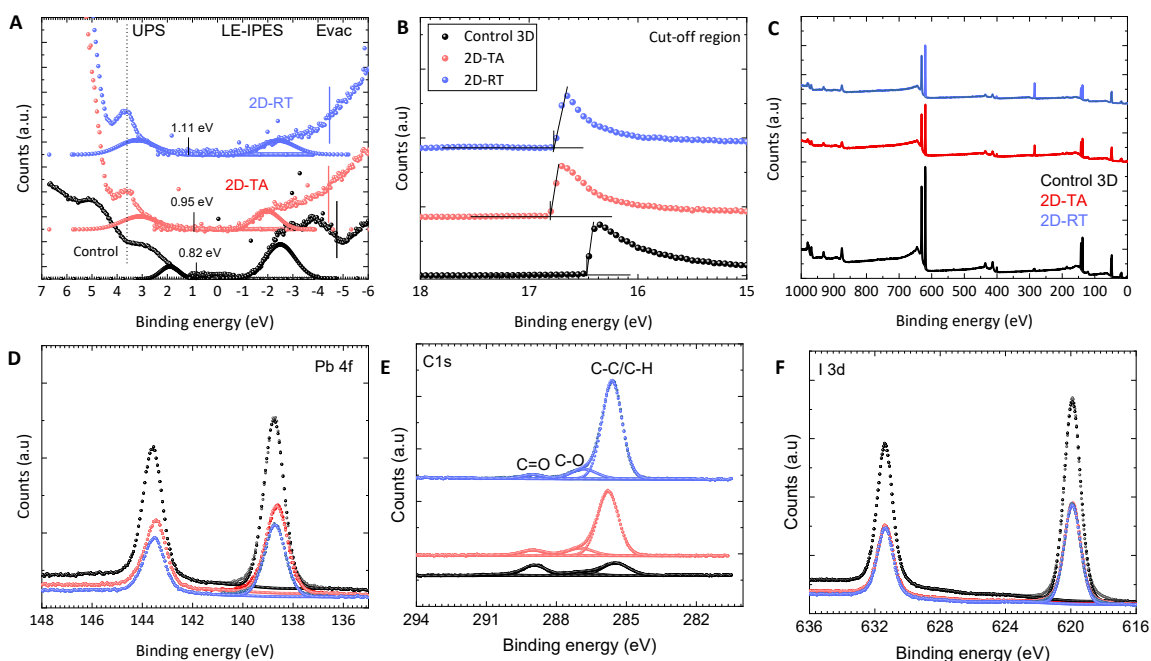 A
UPS
LE-IPES
Evac
2D-RT
1.11 eV
2D-TA
0.95 eV
Control
0.82 eV
Counts (a.u)
7 6 5 4 3 2 1 0 -1 -2 -3 -4 -5 -6
Binding energy (eV)
B
Control 3D
2D-TA
2D-RT
Cut-off region
Counts (a.u)
18 17 16 15
Binding energy (eV)
C
Control 3D
2D-TA
2D-RT
Counts (a.u)
1000 900 800 700 600 500 400 300 200 100 0
Binding energy (eV)
D
Pb 4f
Counts (a.u)
148 146 144 142 140 138 136
Binding energy (eV)
E
C1s
C-C/C-H
C=O
C-O
Counts (a.u)
294 291 288 285 282
Binding energy (eV)
F
I 3d
Counts (a.u)
636 632 628 624 620 616
Binding energy (eV)